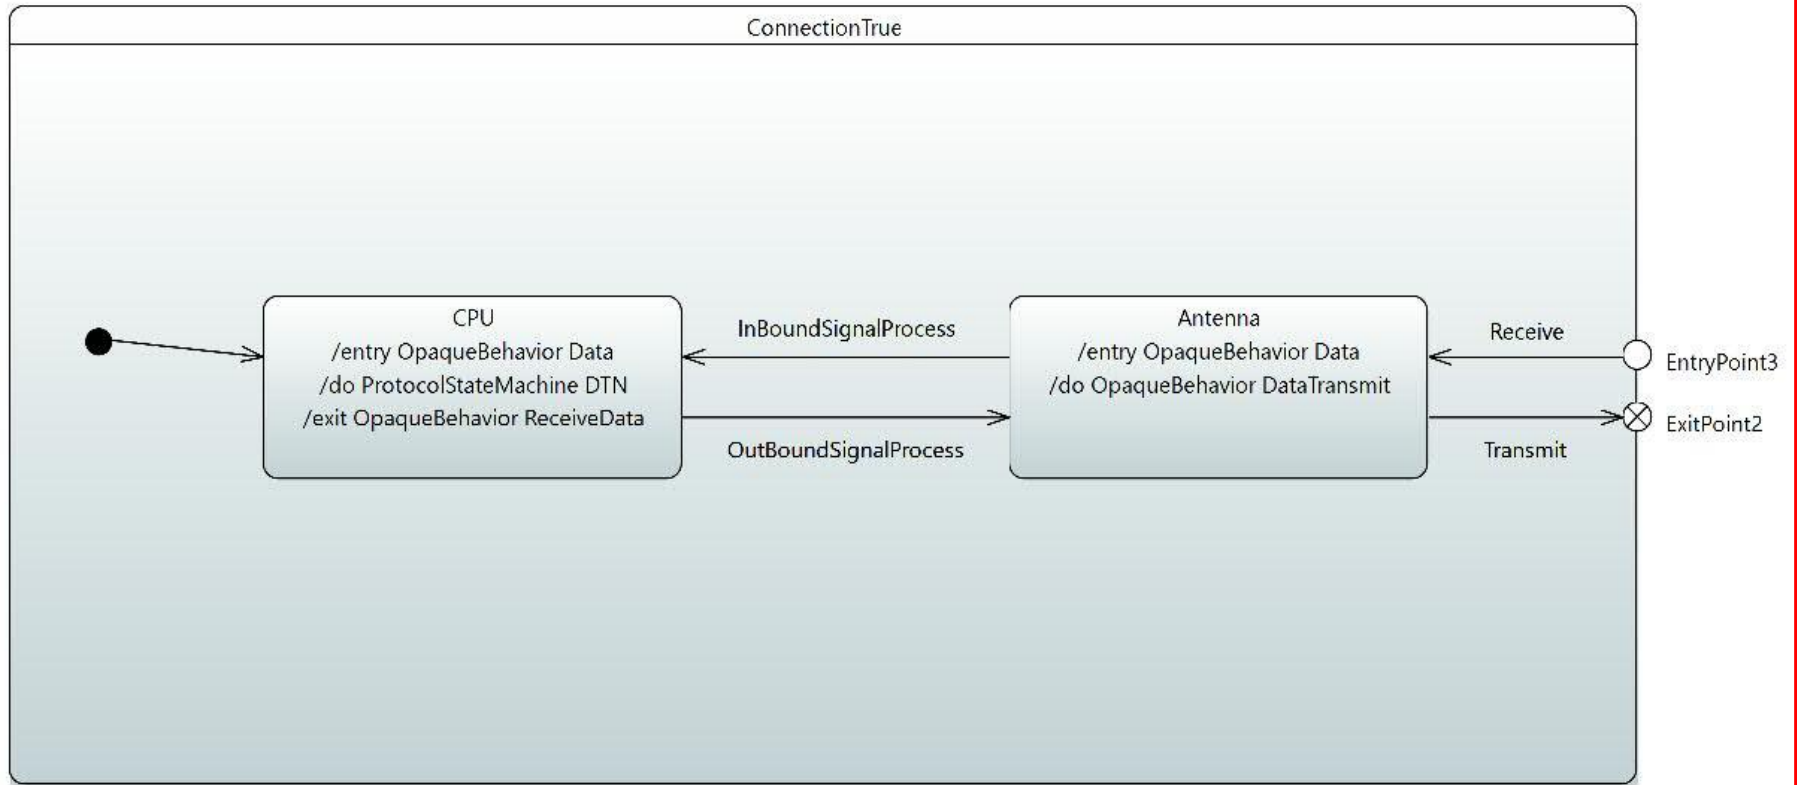 ConnectionTrue
CPU
/entry OpaqueBehavior Data
/do ProtocolStateMachine DTN
/exit OpaqueBehavior ReceiveData
InBoundSignalProcess
OutBoundSignalProcess
Antenna
/entry OpaqueBehavior Data
/do OpaqueBehavior DataTransmit
Receive
EntryPoint3
Transmit
ExitPoint2